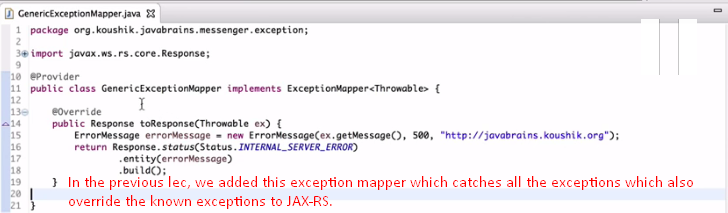 GenericExceptionMapper.java
1 package org.koushik.javabrains.messenger.exception;
2
3 import javax.ws.rs.core.Response;
9
10 @Provider
11 public class GenericExceptionMapper implements ExceptionMapper<Throwable> {
12
13 @Override
14 public Response toResponse(Throwable ex) {
15 ErrorMessage errorMessage = new ErrorMessage(ex.getMessage(), 500, "http://javabrains.koushik.org");
16 return Response.status(Status.INTERNAL_SERVER_ERROR)
17 .entity(errorMessage)
18 .build();
19 }
In the previous lec, we added this exception mapper which catches all the exceptions which also
20
override the known exceptions to JAX-RS.
21 }